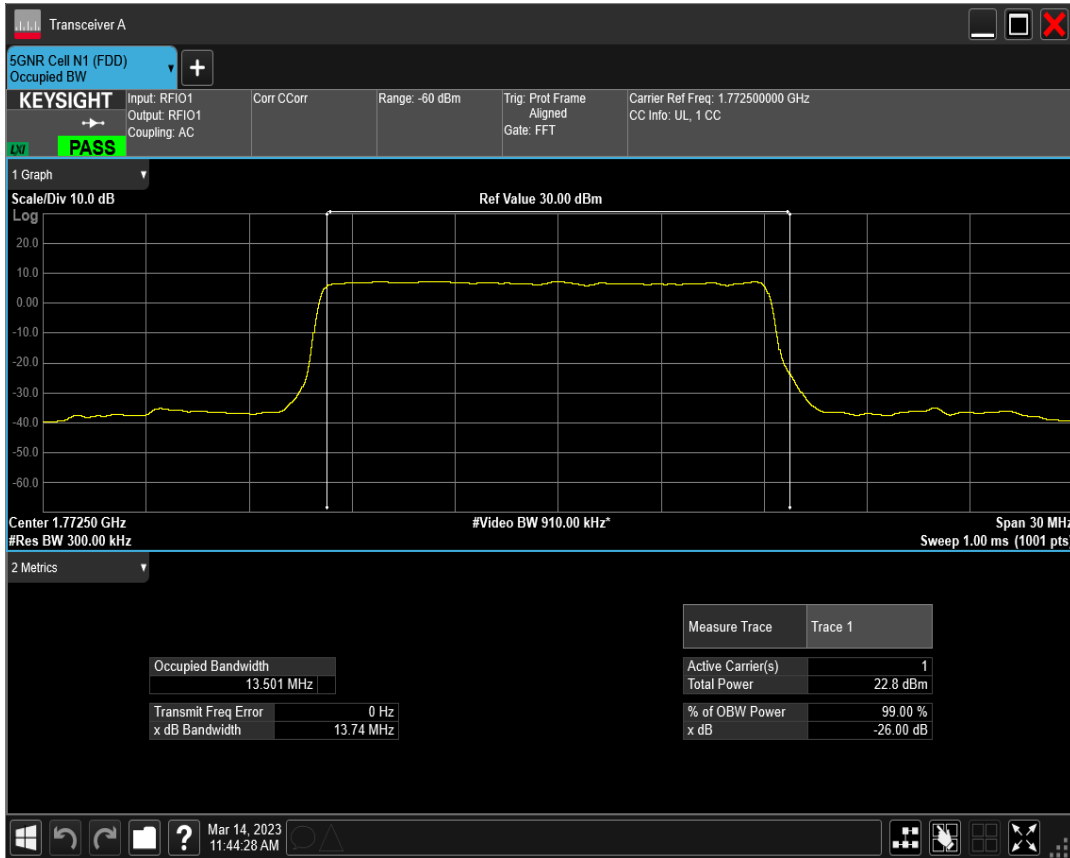 Transceiver A
5GNR Cell N1 (FDD)
Occupied BW
+
KEYSIGHT
LXI
PASS
Input: RFIO1
Output: RFIO1
Coupling: AC
Corr CCorr
Range: -60 dBm
Trig: Prot Frame
Aligned
Gate: FFT
Carrier Ref Freq: 1.772500000 GHz
CC Info: UL, 1 CC
1 Graph
Scale/Div 10.0 dB
Ref Value 30.00 dBm
Log
20.0
10.0
0.00
-10.0
-20.0
-30.0
-40.0
-50.0
-60.0
Center 1.77250 GHz
#Video BW 910.00 kHz*
Span 30 MHz
#Res BW 300.00 kHz
Sweep 1.00 ms (1001 pts)
2 Metrics
Measure Trace Trace 1
Occupied Bandwidth
13.501 MHz
Active Carrier(s) 1
Total Power 22.8 dBm
Transmit Freq Error 0 Hz
x dB Bandwidth 13.74 MHz
% of OBW Power 99.00 %
x dB -26.00 dB
?
Mar 14, 2023
11:44:28 AM